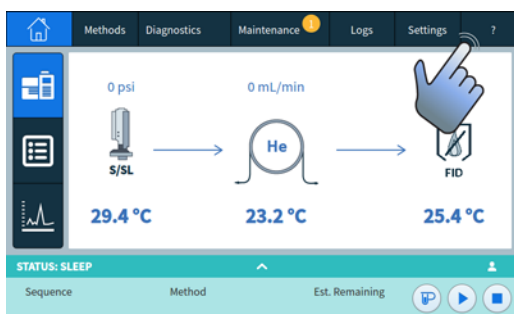 Methods Diagnostics Maintenance 1 Logs Settings ?
0 psi 0 mL/min
He
S/SL FID
29.4 °C 23.2 °C 25.4 °C
STATUS: SLEEP
Sequence Method Est. Remaining